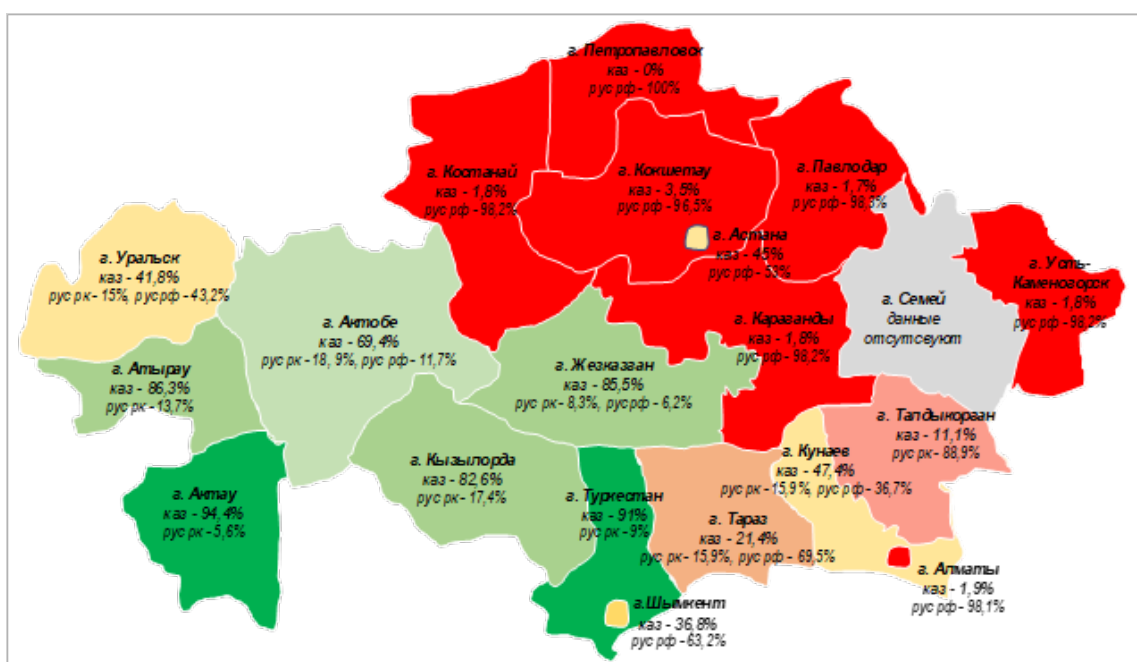 г. Петропавловск
каз - 0%
рус рф - 100%
г. Костанай
каз - 1,8%
рус рф - 98,2%
г. Кокшетау
каз - 3,5%
рус рф - 96,5%
г. Павлодар
каз - 1,7%
рус рф - 98,3%
г. Астана
каз - 45%
рус рф - 53%
г. Уральск
каз - 41,8%
рус рк - 15%, рус рф - 43,2%
г. Усть-
Каменогорск
каз - 1,8%
рус рф - 98,2%
г. Семей
данные
отсутсвуют
г. Актобе
каз - 69,4%
рус рк - 18, 9%, рус рф - 11,7%
г. Караганды
каз - 1,8%
рус рф - 98,2%
г. Атырау
каз - 86,3%
рус рк - 13,7%
г. Жезказган
каз - 85,5%
рус рк - 8,3%, рус рф - 6,2%
г. Талдыкорган
каз - 11,1%
рус рк - 88,9%
г. Кунаев
каз - 47,4%
рус рк - 15,9%, рус рф - 36,7%
г. Кызылорда
каз - 82,6%
рус рк - 17,4%
г. Актау
каз - 94,4%
рус рк - 5,6%
г. Туркестан
каз - 91%
рус рк - 9%
г. Тараз
каз - 21,4%
рус рк - 15,9%, рус рф - 69,5%
г. Алматы
каз - 1,9%
рус рф - 98,1%
г.Шымкент
каз - 36,8%
рус рф - 63,2%